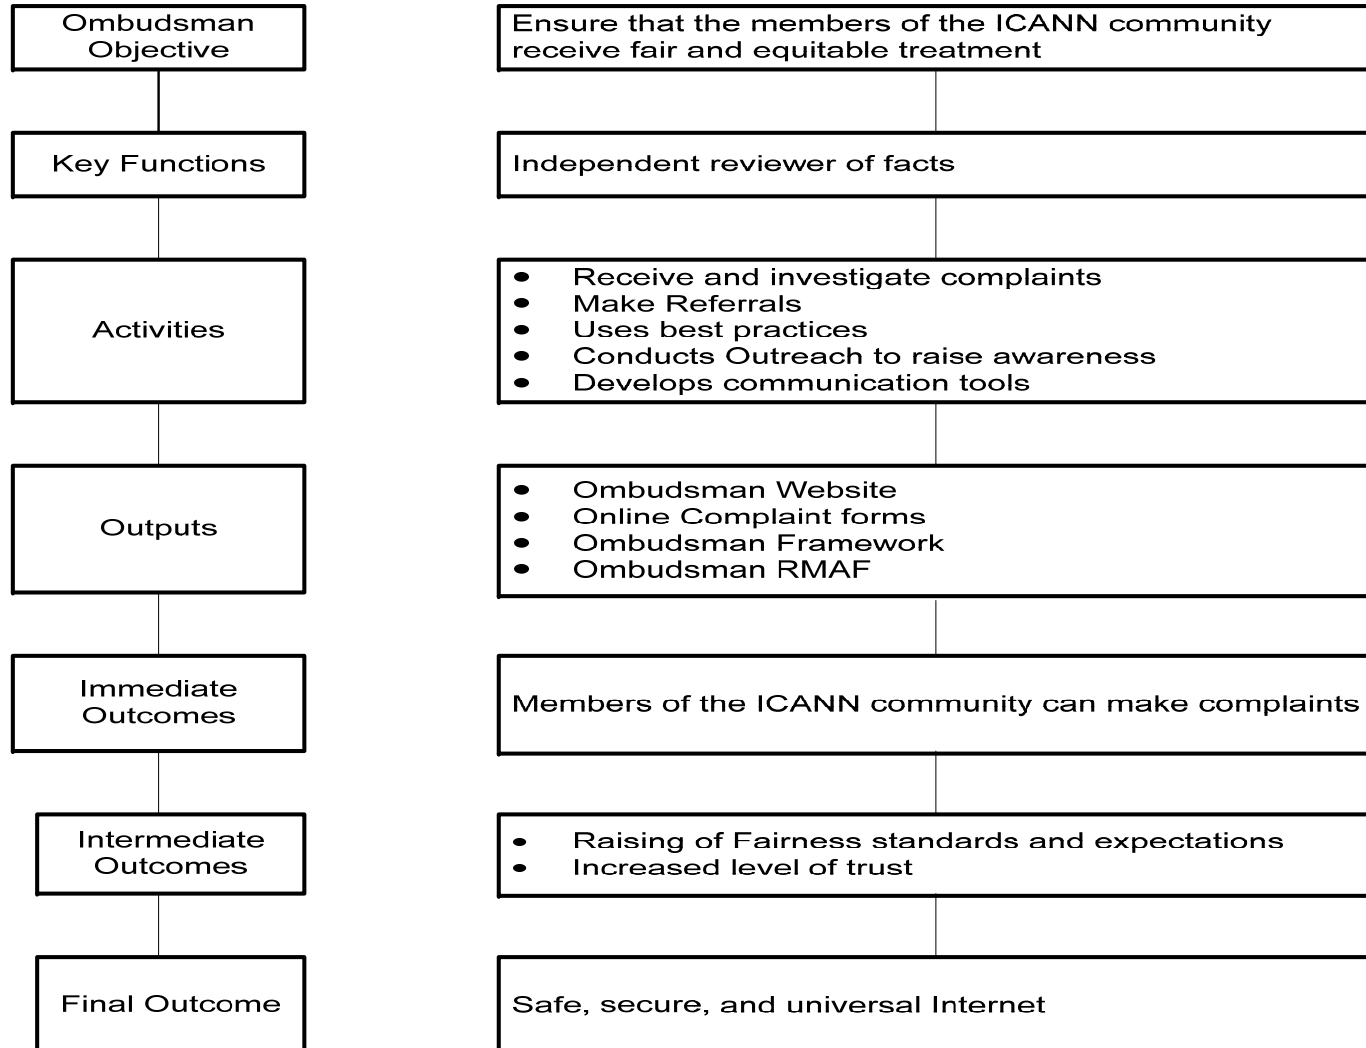 Ombudsman
Objective
Ensure that the members of the ICANN community
receive fair and equitable treatment
Key Functions
Independent reviewer of facts
Activities
• Receive and investigate complaints
• Make Referrals
• Uses best practices
• Conducts Outreach to raise awareness
• Develops communication tools
Outputs
• Ombudsman Website
• Online Complaint forms
• Ombudsman Framework
• Ombudsman RMAF
Immediate
Outcomes
Members of the ICANN community can make complaints
Intermediate
Outcomes
• Raising of Fairness standards and expectations
• Increased level of trust
Final Outcome
Safe, secure, and universal Internet